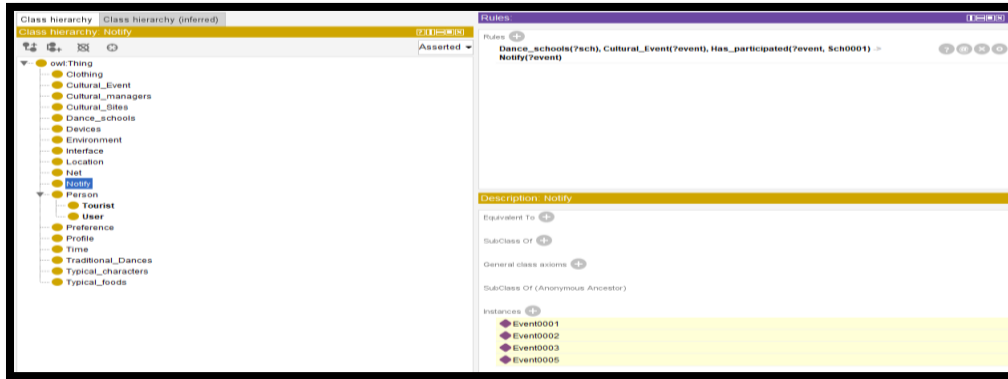 Class hierarchy Class hierarchy (inferred)
Class hierarchy: Notify
Asserted
owl:Thing
Clothing
Cultural_Event
Cultural_managers
Cultural_Sites
Dance_schools
Devices
Environment
Interface
Location
Net
Notify
Person
Tourist
User
Preference
Profile
Time
Traditional_Dances
Typical_characters
Typical_foods
Rules:
Rules
Dance_schools(?sch), Cultural_Event(?event), Has_participated(?event, Sch0001) ->
Notify(?event)
Description: Notify
Equivalent To
SubClass Of
General class axioms
SubClass Of (Anonymous Ancestor)
Instances
Event0001
Event0002
Event0003
Event0005